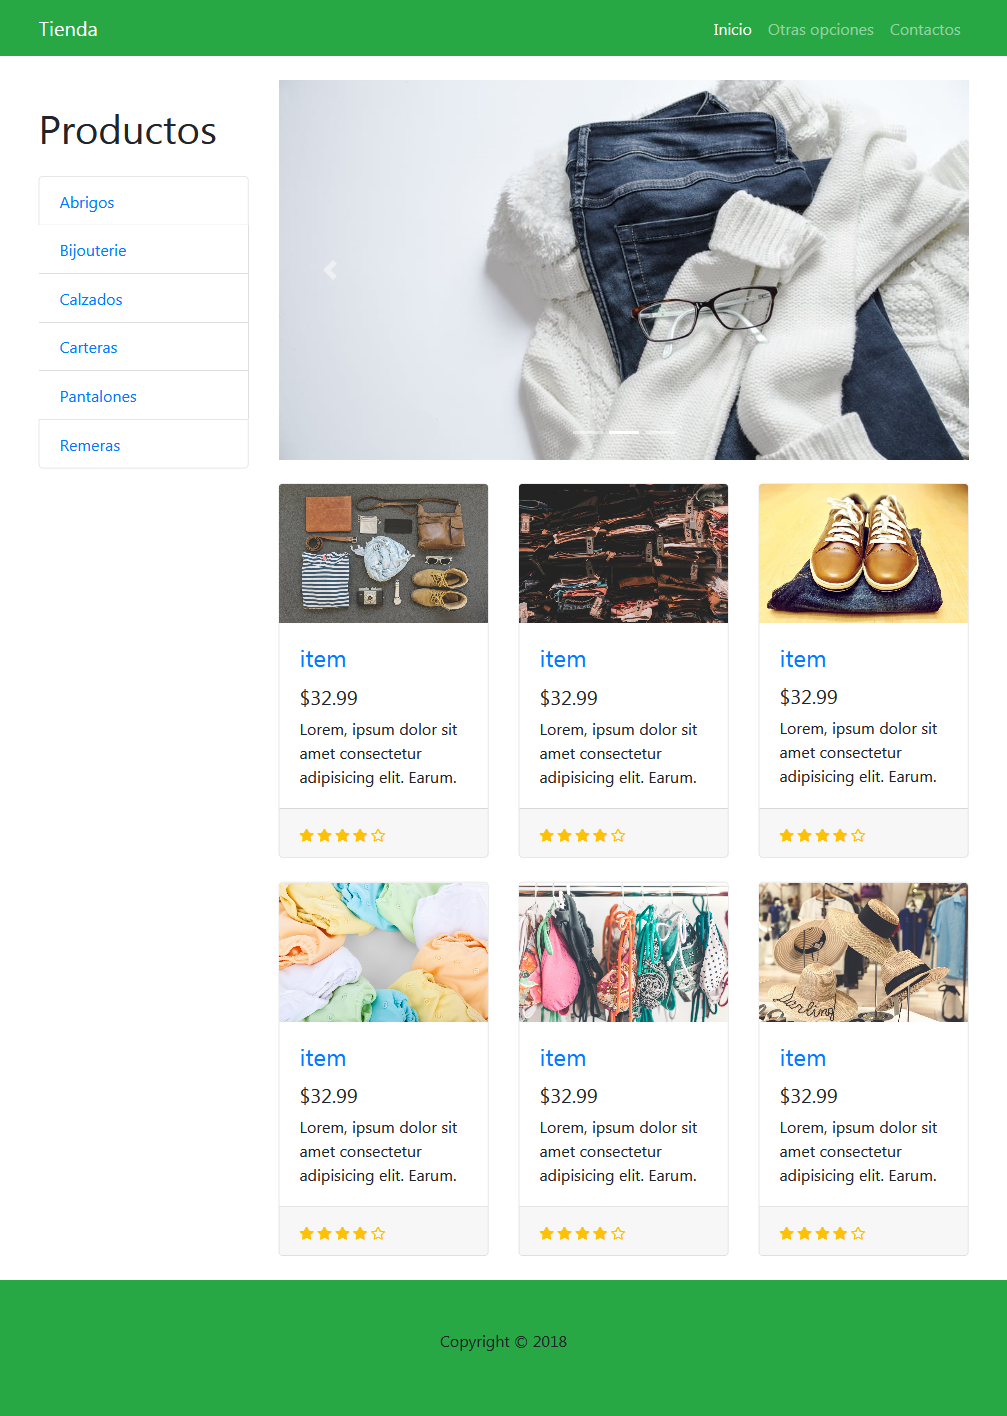 Tienda
Inicio Otras opciones Contactos
Productos
Abrigos
Bijouterie
Calzados
Carteras
Pantalones
Remeras
item
$32.99
Lorem, ipsum dolor sit
amet consectetur
adipisicing elit. Earum.
item
$32.99
Lorem, ipsum dolor sit
amet consectetur
adipisicing elit. Earum.
item
$32.99
Lorem, ipsum dolor sit
amet consectetur
adipisicing elit. Earum.
Darling
item
$32.99
Lorem, ipsum dolor sit
amet consectetur
adipisicing elit. Earum.
item
$32.99
Lorem, ipsum dolor sit
amet consectetur
adipisicing elit. Earum.
item
$32.99
Lorem, ipsum dolor sit
amet consectetur
adipisicing elit. Earum.
Copyright © 2018